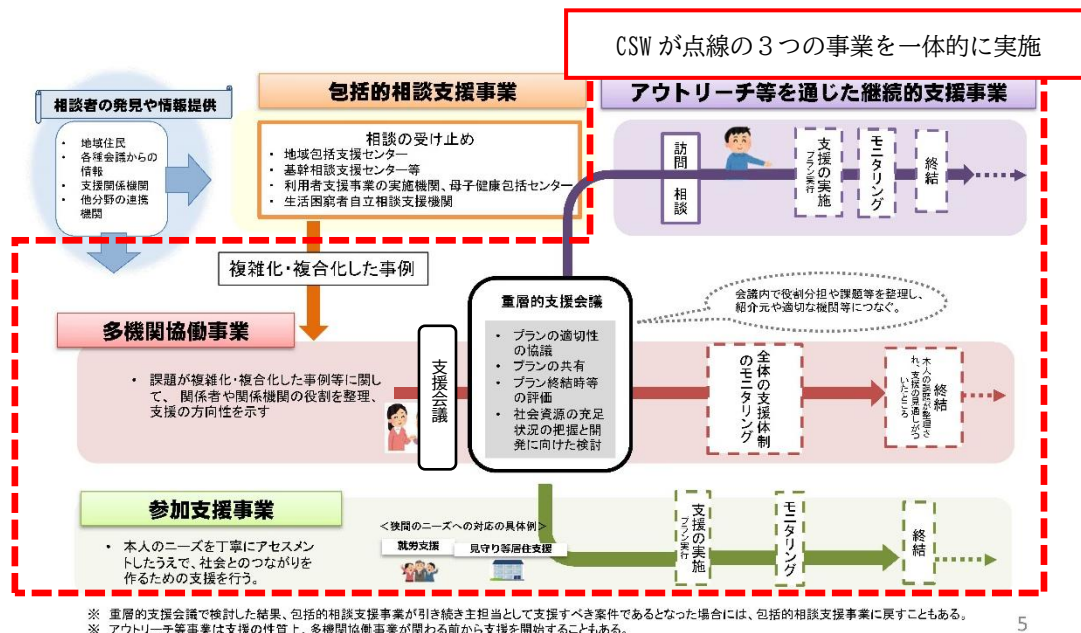 CSWが点線の３つの事業を一体的に実施
相談者の発見や情報提供
・ 地域住民
・ 各種会議からの
情報
・ 支援関係機関
・ 他分野の連携
機関
包括的相談支援事業
相談の受け止め
・ 地域包括支援センター
・ 基幹相談支援センター等
・ 利用者支援事業の実施機関、母子健康包括センター
・ 生活困窮者自立相談支援機関
アウトリーチ等を通じた継続的支援事業
訪問 相談
支援の実施
プラン実行
モニタリング
終結
複雑化・複合化した事例
多機関協働事業
・ 課題が複雑化・複合化した事例等に関し
て、 関係者や関係機関の役割を整理、
支援の方向性を示す
支援会議
重層的支援会議
・ プランの適切性
の協議
・ プランの共有
・ プラン終結時等
の評価
・ 社会資源の充足
状況の把握と開
発に向けた検討
会議内で役割分担や課題等を整理し、
紹介元や適切な機関等につなぐ。
全体の支援体制
のモニタリング
終結
本人の課題が整理さ
れ、支援の見通しがつ
いたところ
参加支援事業
・ 本人のニーズを丁寧にアセスメン
トしたうえで、社会とのつながりを
作るための支援を行う。
＜狭間のニーズへの対応の具体例＞
就労支援
見守り等居住支援
支援の実施
プラン実行
モニタリング
終結
※ 重層的支援会議で検討した結果、包括的相談支援事業が引き続き主担当として支援すべき案件であるとなった場合には、包括的相談支援事業に戻すこともある。
※ アウトリーチ等事業は支援の性質上、多機関協働事業が関わる前から支援を開始することもある。
5